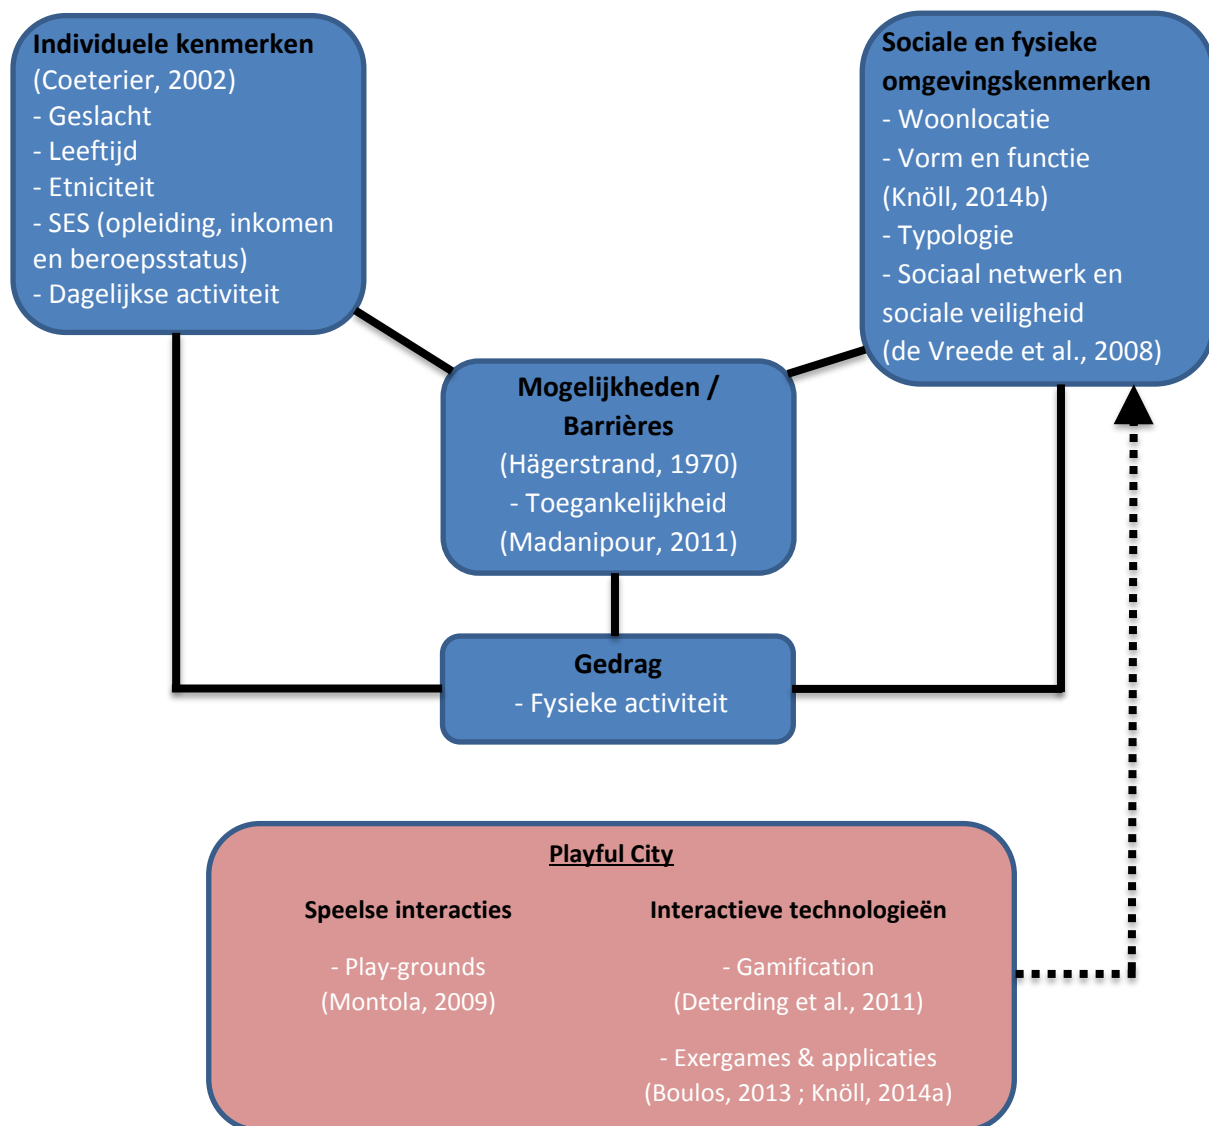 Individuele kenmerken
(Coeterier, 2002)
- Geslacht
- Leeftijd
- Etniciteit
- SES (opleiding, inkomen
en beroepsstatus)
- Dagelijkse activiteit
Sociale en fysieke
omgevingskenmerken
- Woonlocatie
- Vorm en functie
(Knöll, 2014b)
- Typologie
- Sociaal netwerk en
sociale veiligheid
(de Vreede et al., 2008)
Mogelijkheden /
Barrières
(Hägerstrand, 1970)
- Toegankelijkheid
(Madanipour, 2011)
Gedrag
- Fysieke activiteit
Playful City
Speelse interacties
- Play-grounds
(Montola, 2009)
Interactieve technologieën
- Gamification
(Deterding et al., 2011)
- Exergames & applicaties
(Boulos, 2013 ; Knöll, 2014a)